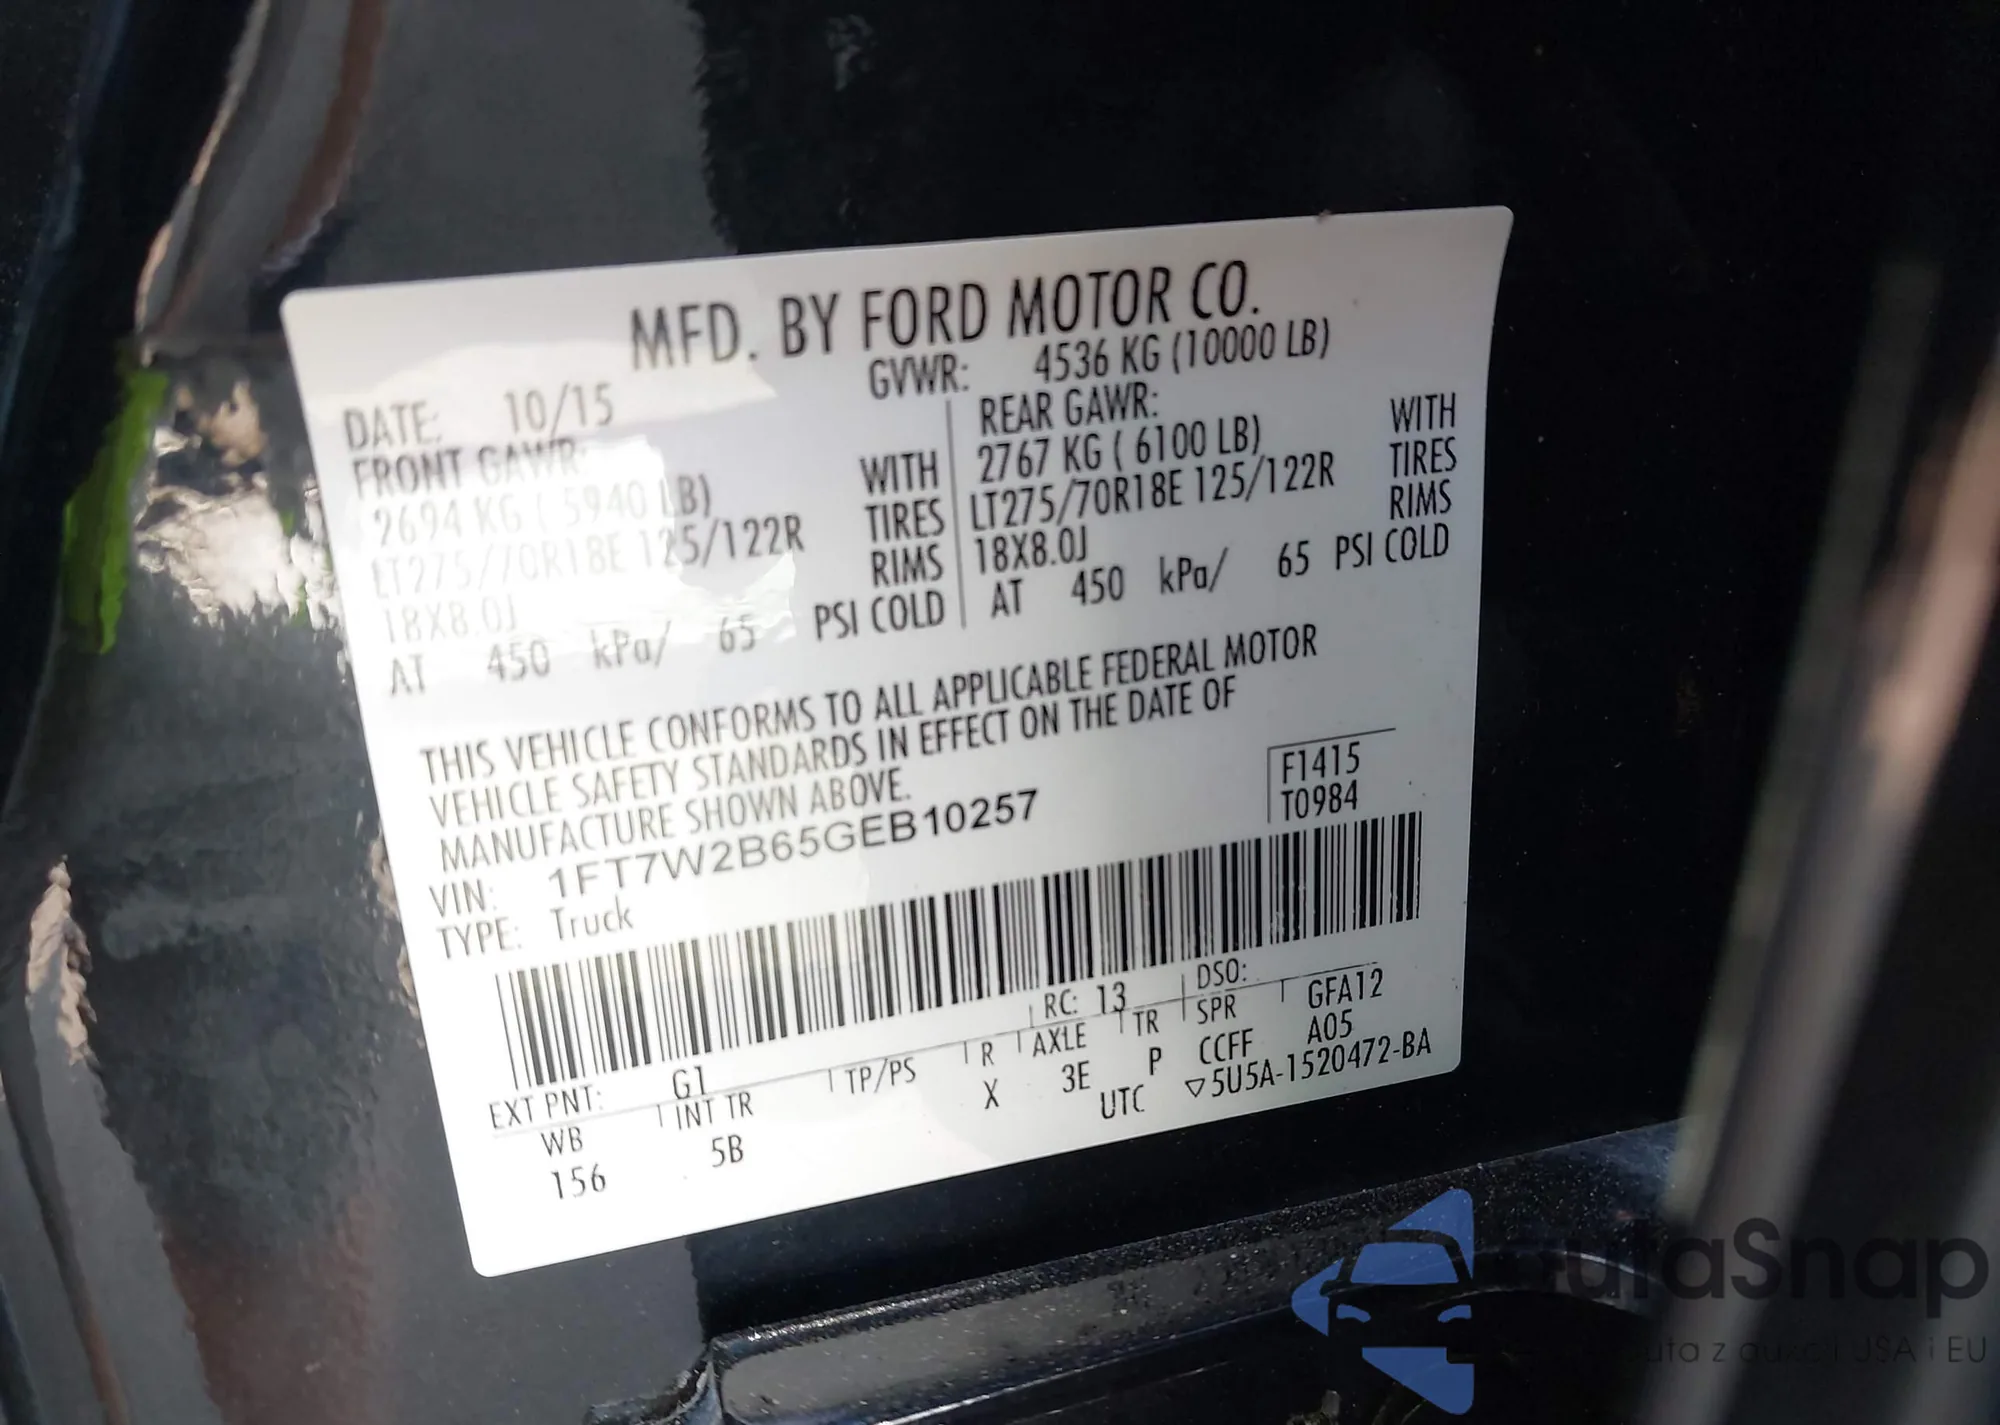 MFD. BY FORD MOTOR CO.
DATE: 10/15 GVWR: 4536 KG (10000 LB)
FRONT GAWR: REAR GAWR:
2694 KG ( 5940 LB) WITH 2767 KG ( 6100 LB) WITH
LT275/70R18E 125/122R TIRES LT275/70R18E 125/122R TIRES
18X8.0J RIMS 18X8.0J RIMS
AT 450 kPa/ 65 PSI COLD AT 450 kPa/ 65 PSI COLD
THIS VEHICLE CONFORMS TO ALL APPLICABLE FEDERAL MOTOR
VEHICLE SAFETY STANDARDS IN EFFECT ON THE DATE OF
MANUFACTURE SHOWN ABOVE.
VIN: 1FT7W2B65GEB10257
TYPE: Truck
F1415
T0984
EXT PNT: G1 RC: 13 DSO:
WB INT TR TP/PS R AXLE TR SPR GFA12
156 5B X 3E P CCFF A05
UTC ▽5U5A-1520472-BA
autaSnap
auta z aukcji USA i EU